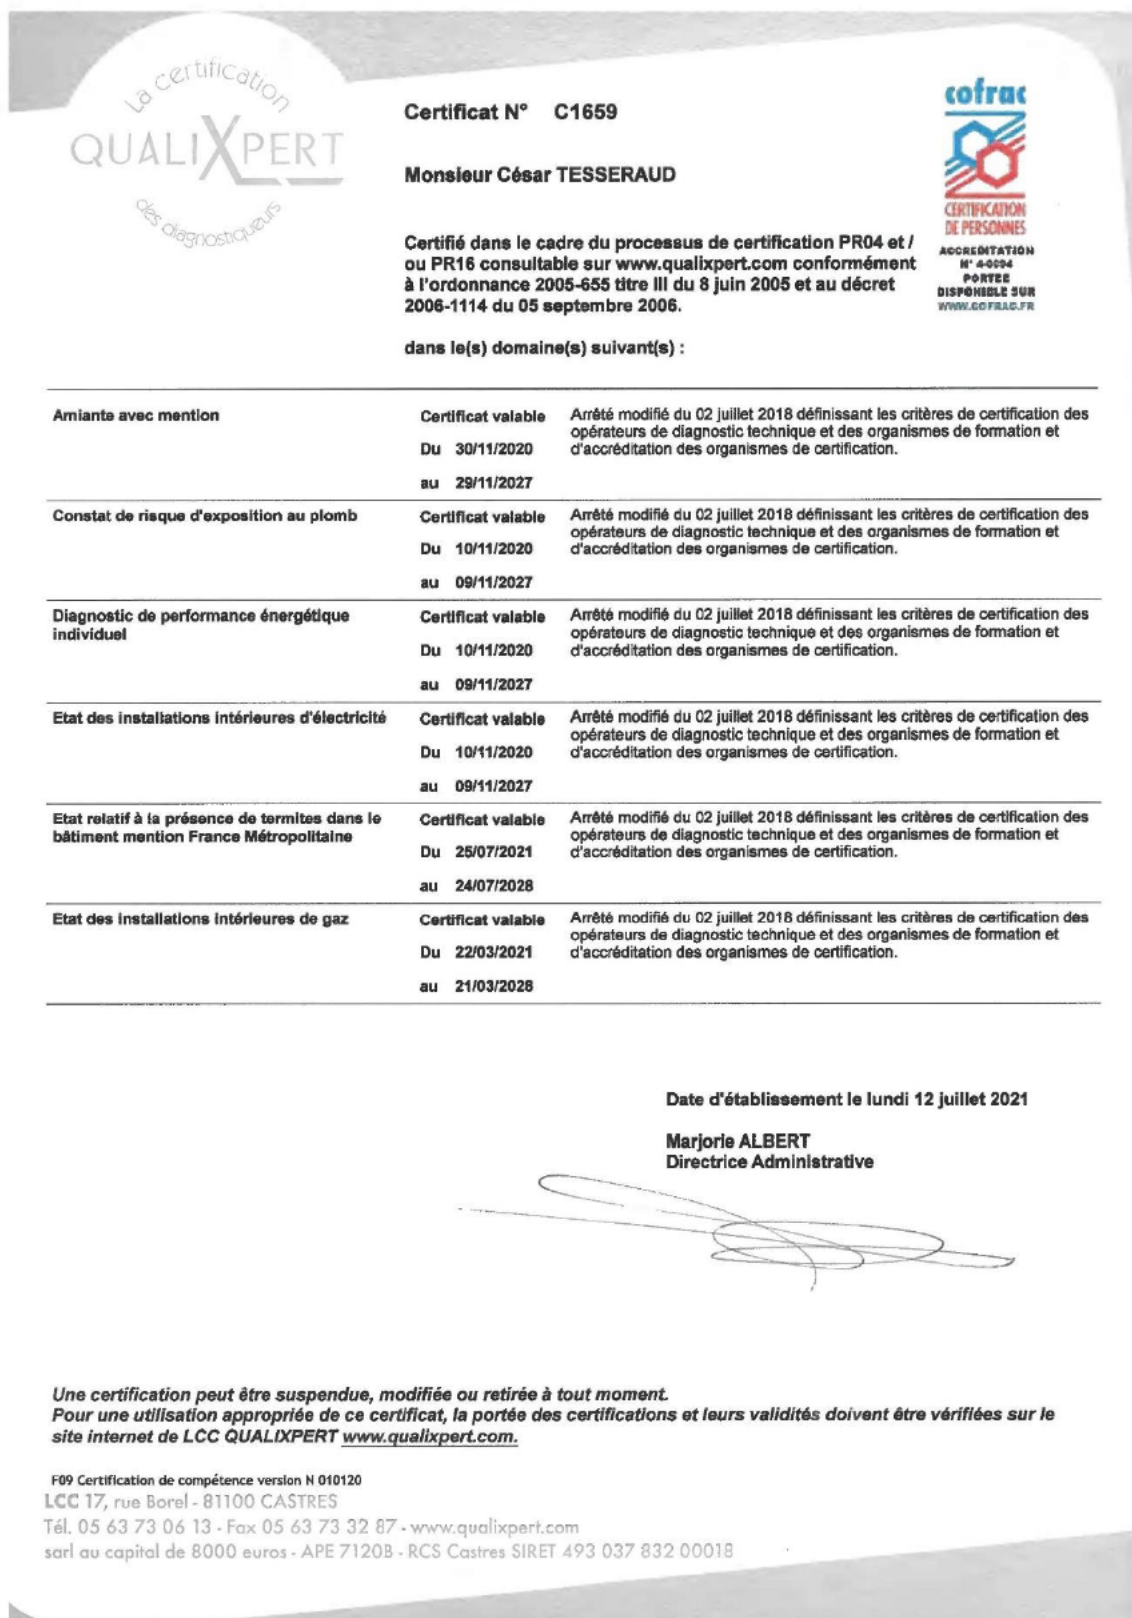 La certification
QUALIXPERT
des diagnostiqueurs
Certificat N° C1659
Monsieur César TESSERAUD
Certifié dans le cadre du processus de certification PR04 et /
ou PR16 consultable sur www.qualixpert.com conformément
à l'ordonnance 2005-655 titre III du 8 juin 2005 et au décret
2006-1114 du 05 septembre 2006.
dans le(s) domaine(s) suivant(s) :
cofrac
CERTIFICATION
DE PERSONNES
ACCREDITATION
N° 4-0094
PORTEE
DISPONIBLE SUR
WWW.COFRAC.FR
Amiante avec mention
Certificat valable
Du 30/11/2020
au 29/11/2027
Arrêté modifié du 02 juillet 2018 définissant les critères de certification des
opérateurs de diagnostic technique et des organismes de formation et
d'accréditation des organismes de certification.
Constat de risque d'exposition au plomb
Certificat valable
Du 10/11/2020
au 09/11/2027
Arrêté modifié du 02 juillet 2018 définissant les critères de certification des
opérateurs de diagnostic technique et des organismes de formation et
d'accréditation des organismes de certification.
Diagnostic de performance énergétique
individuel
Certificat valable
Du 10/11/2020
au 09/11/2027
Arrêté modifié du 02 juillet 2018 définissant les critères de certification des
opérateurs de diagnostic technique et des organismes de formation et
d'accréditation des organismes de certification.
Etat des installations intérieures d'électricité
Certificat valable
Du 10/11/2020
au 09/11/2027
Arrêté modifié du 02 juillet 2018 définissant les critères de certification des
opérateurs de diagnostic technique et des organismes de formation et
d'accréditation des organismes de certification.
Etat relatif à la présence de termites dans le
bâtiment mention France Métropolitaine
Certificat valable
Du 25/07/2021
au 24/07/2028
Arrêté modifié du 02 juillet 2018 définissant les critères de certification des
opérateurs de diagnostic technique et des organismes de formation et
d'accréditation des organismes de certification.
Etat des installations intérieures de gaz
Certificat valable
Du 22/03/2021
au 21/03/2028
Arrêté modifié du 02 juillet 2018 définissant les critères de certification des
opérateurs de diagnostic technique et des organismes de formation et
d'accréditation des organismes de certification.
Date d'établissement le lundi 12 juillet 2021
Marjorie ALBERT
Directrice Administrative
Une certification peut être suspendue, modifiée ou retirée à tout moment.
Pour une utilisation appropriée de ce certificat, la portée des certifications et leurs validités doivent être vérifiées sur le
site internet de LCC QUALIXPERT www.qualixpert.com.
F09 Certification de compétence version N 010120
LCC 17, rue Borel - 81100 CASTRES
Tél. 05 63 73 06 13 - Fax 05 63 73 32 87 - www.qualixpert.com
sarl au capital de 8000 euros - APE 7120B - RCS Castres SIRET 493 037 832 00018